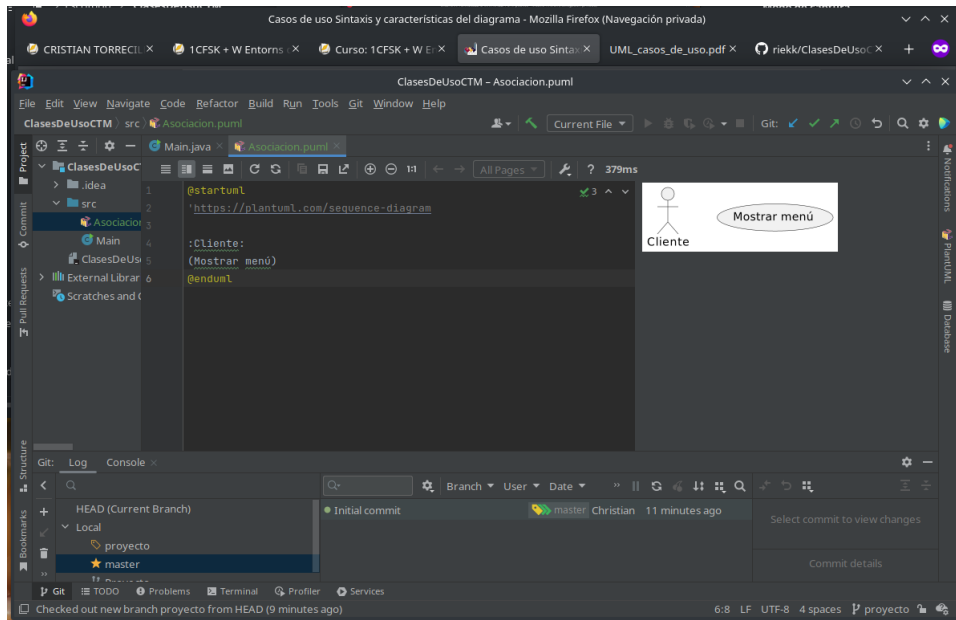 Casos de uso Sintaxis y características del diagrama - Mozilla Firefox (Navegación privada)
CRISTIAN TORRECIL
1CFSK + W Entorns
Curso: 1CFSK + W En
Casos de uso Sintax
UML_casos_de_uso.pdf
riekk/ClasesDeUsoC
ClasesDeUsoCTM – Asociacion.puml
File Edit View Navigate Code Refactor Build Run Tools Git Window Help
ClasesDeUsoCTM src Asociacion.puml
Current File
Git:
Main.java
Asociacion.puml
All Pages
1:1
? 379ms
Project
Commit
Pull Requests
Structure
Bookmarks
ClasesDeUsoC
.idea
src
Asociacion
Main
ClasesDeUso
External Librar
Scratches and
1 @startuml
2 'https://plantuml.com/sequence-diagram
3
4 :Cliente:
5 (Mostrar menú)
6 @enduml
3
Cliente
Mostrar menú
Notifications
PlantUML
Database
Git: Log Console
Branch User Date
HEAD (Current Branch)
Local
proyecto
master
Initial commit
master Christian 11 minutes ago
Select commit to view changes
Commit details
Git TODO Problems Terminal Profiler Services
Checked out new branch proyecto from HEAD (9 minutes ago)
6:8 LF UTF-8 4 spaces proyecto